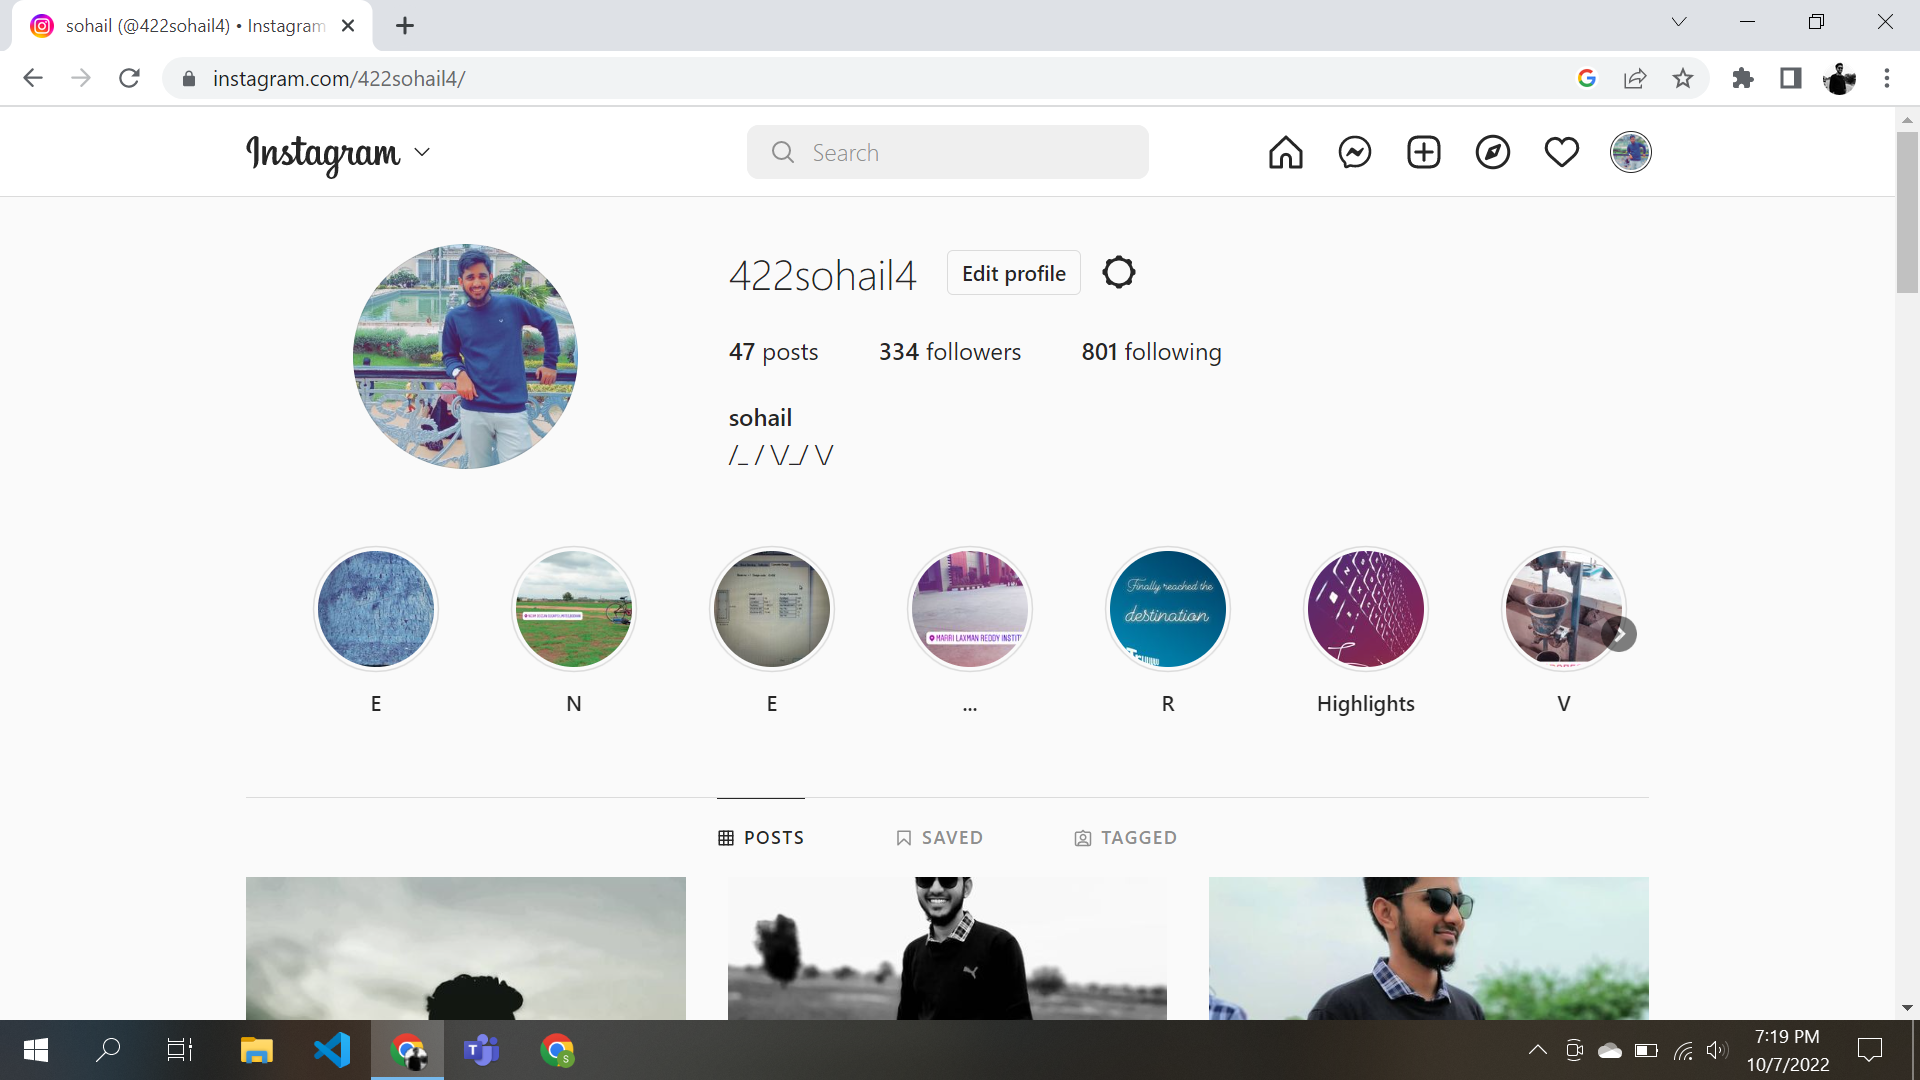 sohail (@422sohail4) • Instagram
instagram.com/422sohail4/
Instagram
Search
422sohail4
Edit profile
47 posts 334 followers 801 following
sohail
/_ / \/_/ \/
Finally reached the
destination
MARRI LAXMAN REDDY INSTIT
E N E ... R Highlights V
POSTS SAVED TAGGED
7:19 PM
10/7/2022